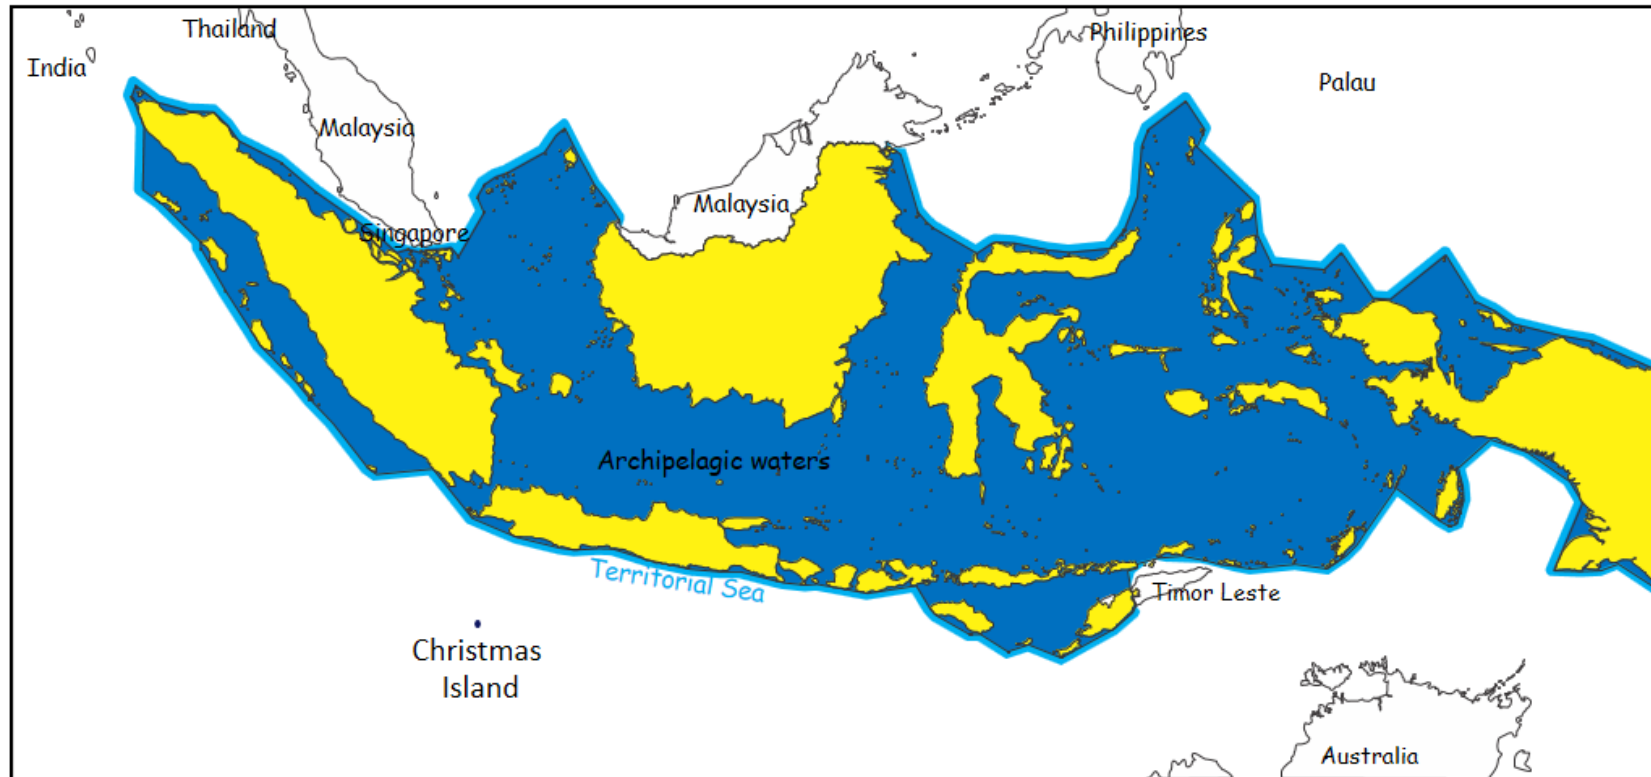 Thailand
Philippines
India
Palau
Malaysia
Malaysia
Singapore
Archipelagic waters
Territorial Sea
Timor Leste
Christmas
Island
Australia